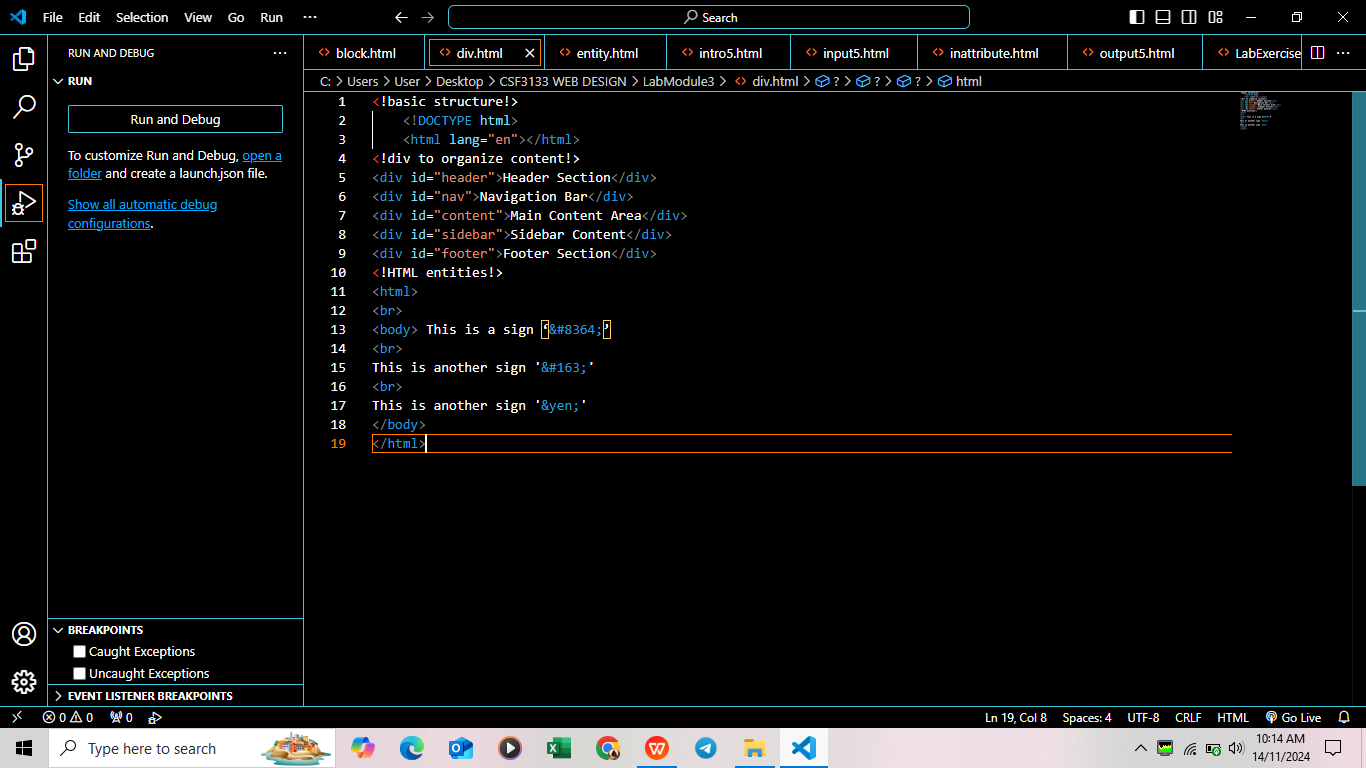 File Edit Selection View Go Run ··· Search
RUN AND DEBUG ···
block.html div.html entity.html intro5.html input5.html inattribute.html output5.html LabExercise ···
C: > Users > User > Desktop > CSF3133 WEB DESIGN > LabModule3 > div.html > ? > ? > ? > html
RUN
Run and Debug
To customize Run and Debug, open a
folder and create a launch.json file.
Show all automatic debug
configurations.
1 <!basic structure!>
2     <!DOCTYPE html>
3     <html lang="en"></html>
4 <!div to organize content!>
5 <div id="header">Header Section</div>
6 <div id="nav">Navigation Bar</div>
7 <div id="content">Main Content Area</div>
8 <div id="sidebar">Sidebar Content</div>
9 <div id="footer">Footer Section</div>
10 <!HTML entities!>
11 <html>
12 <br>
13 <body> This is a sign ‘&#8364;’
14 <br>
15 This is another sign '&#163;'
16 <br>
17 This is another sign '&yen;'
18 </body>
19 </html>
BREAKPOINTS
Caught Exceptions
Uncaught Exceptions
EVENT LISTENER BREAKPOINTS
0 0 0 Ln 19, Col 8 Spaces: 4 UTF-8 CRLF HTML Go Live
Type here to search
10:14 AM
14/11/2024